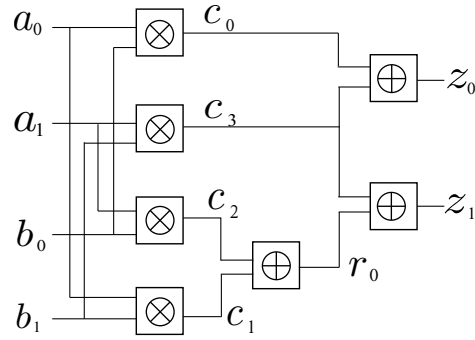 a₀ c₀
z₀
a₁ c₃
c₂
z₁
b₀
r₀
b₁ c₁